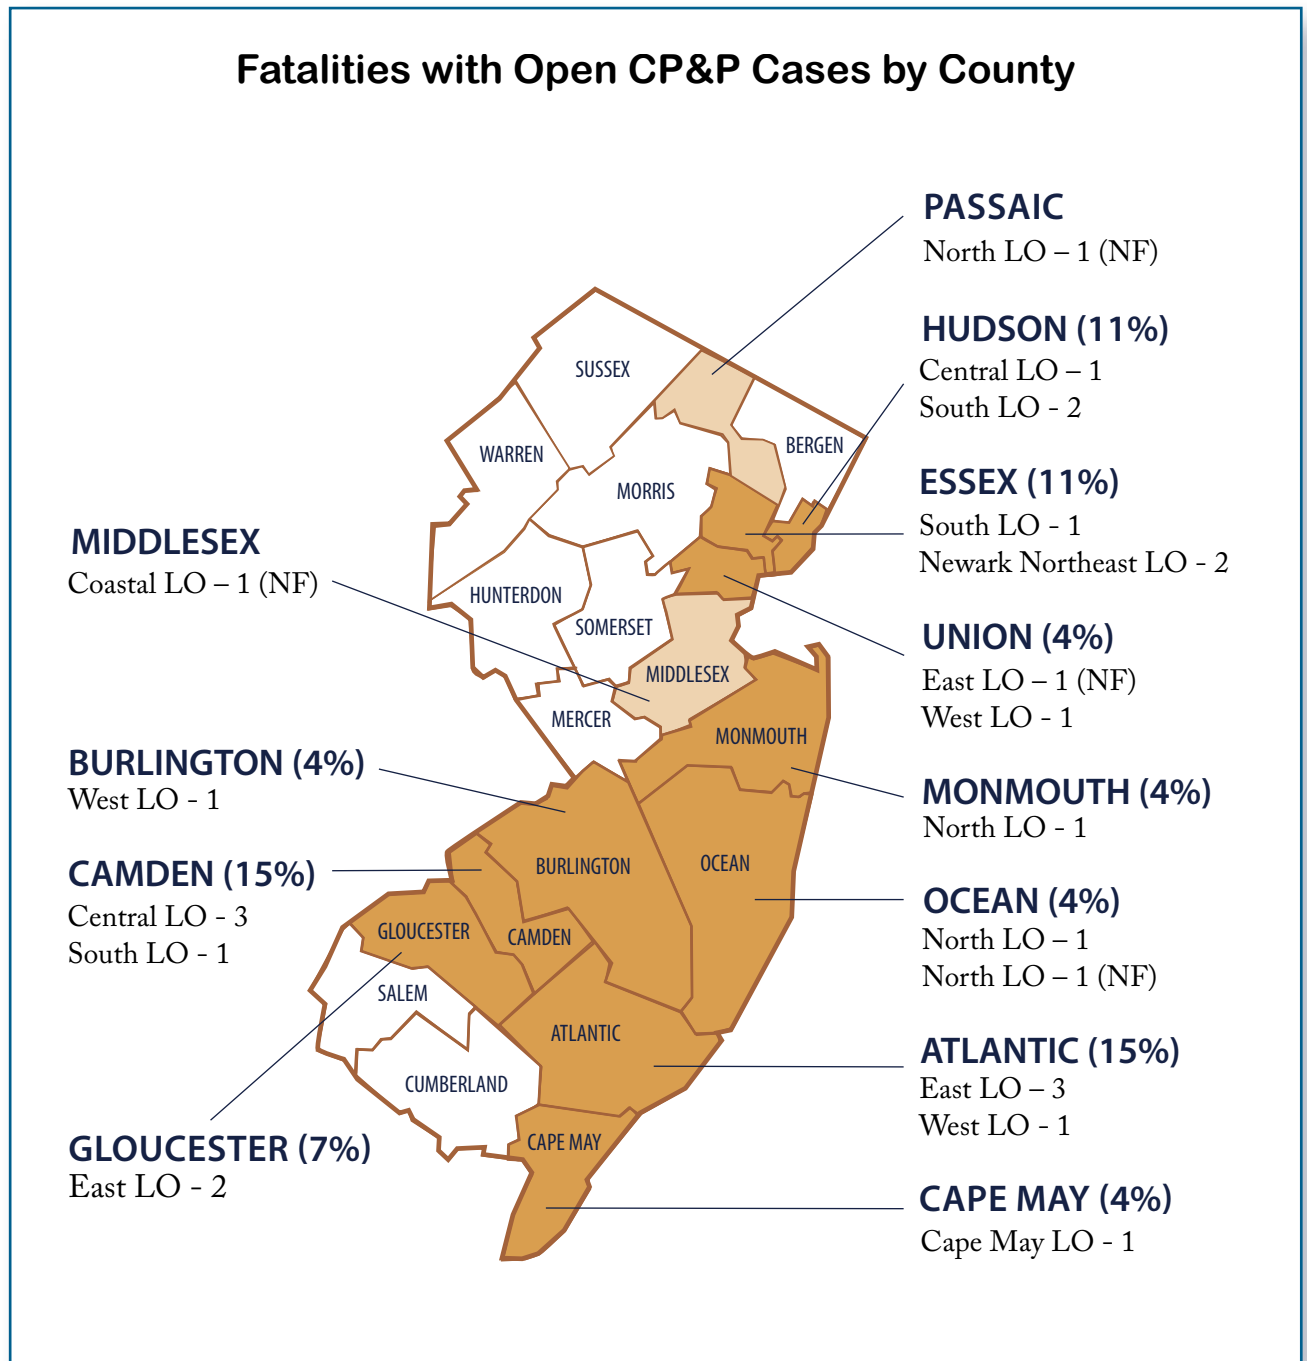 Fatalities with Open CP&P Cases by County
PASSAIC
North LO – 1 (NF)
HUDSON (11%)
Central LO – 1
South LO - 2
ESSEX (11%)
South LO - 1
Newark Northeast LO - 2
UNION (4%)
East LO – 1 (NF)
West LO - 1
MONMOUTH (4%)
North LO - 1
OCEAN (4%)
North LO – 1
North LO – 1 (NF)
ATLANTIC (15%)
East LO – 3
West LO - 1
CAPE MAY (4%)
Cape May LO - 1
MIDDLESEX
Coastal LO – 1 (NF)
BURLINGTON (4%)
West LO - 1
CAMDEN (15%)
Central LO - 3
South LO - 1
GLOUCESTER (7%)
East LO - 2
SUSSEX
WARREN
BERGEN
MORRIS
HUNTERDON
SOMERSET
MIDDLESEX
MERCER
MONMOUTH
BURLINGTON
OCEAN
GLOUCESTER
CAMDEN
SALEM
ATLANTIC
CUMBERLAND
CAPE MAY